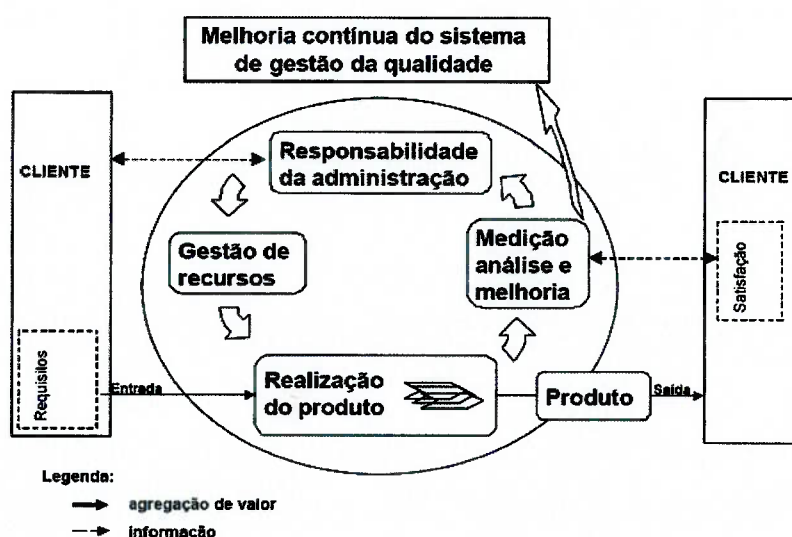 Melhoria contínua do sistema
de gestão da qualidade
CLIENTE
Responsabilidade
da administração
CLIENTE
Gestão de
recursos
Medição
análise e
melhoria
Satisfação
Requisilos
Entrada
Realização
do produto
Produto
Saída
Legenda:
agregação de valor
informação